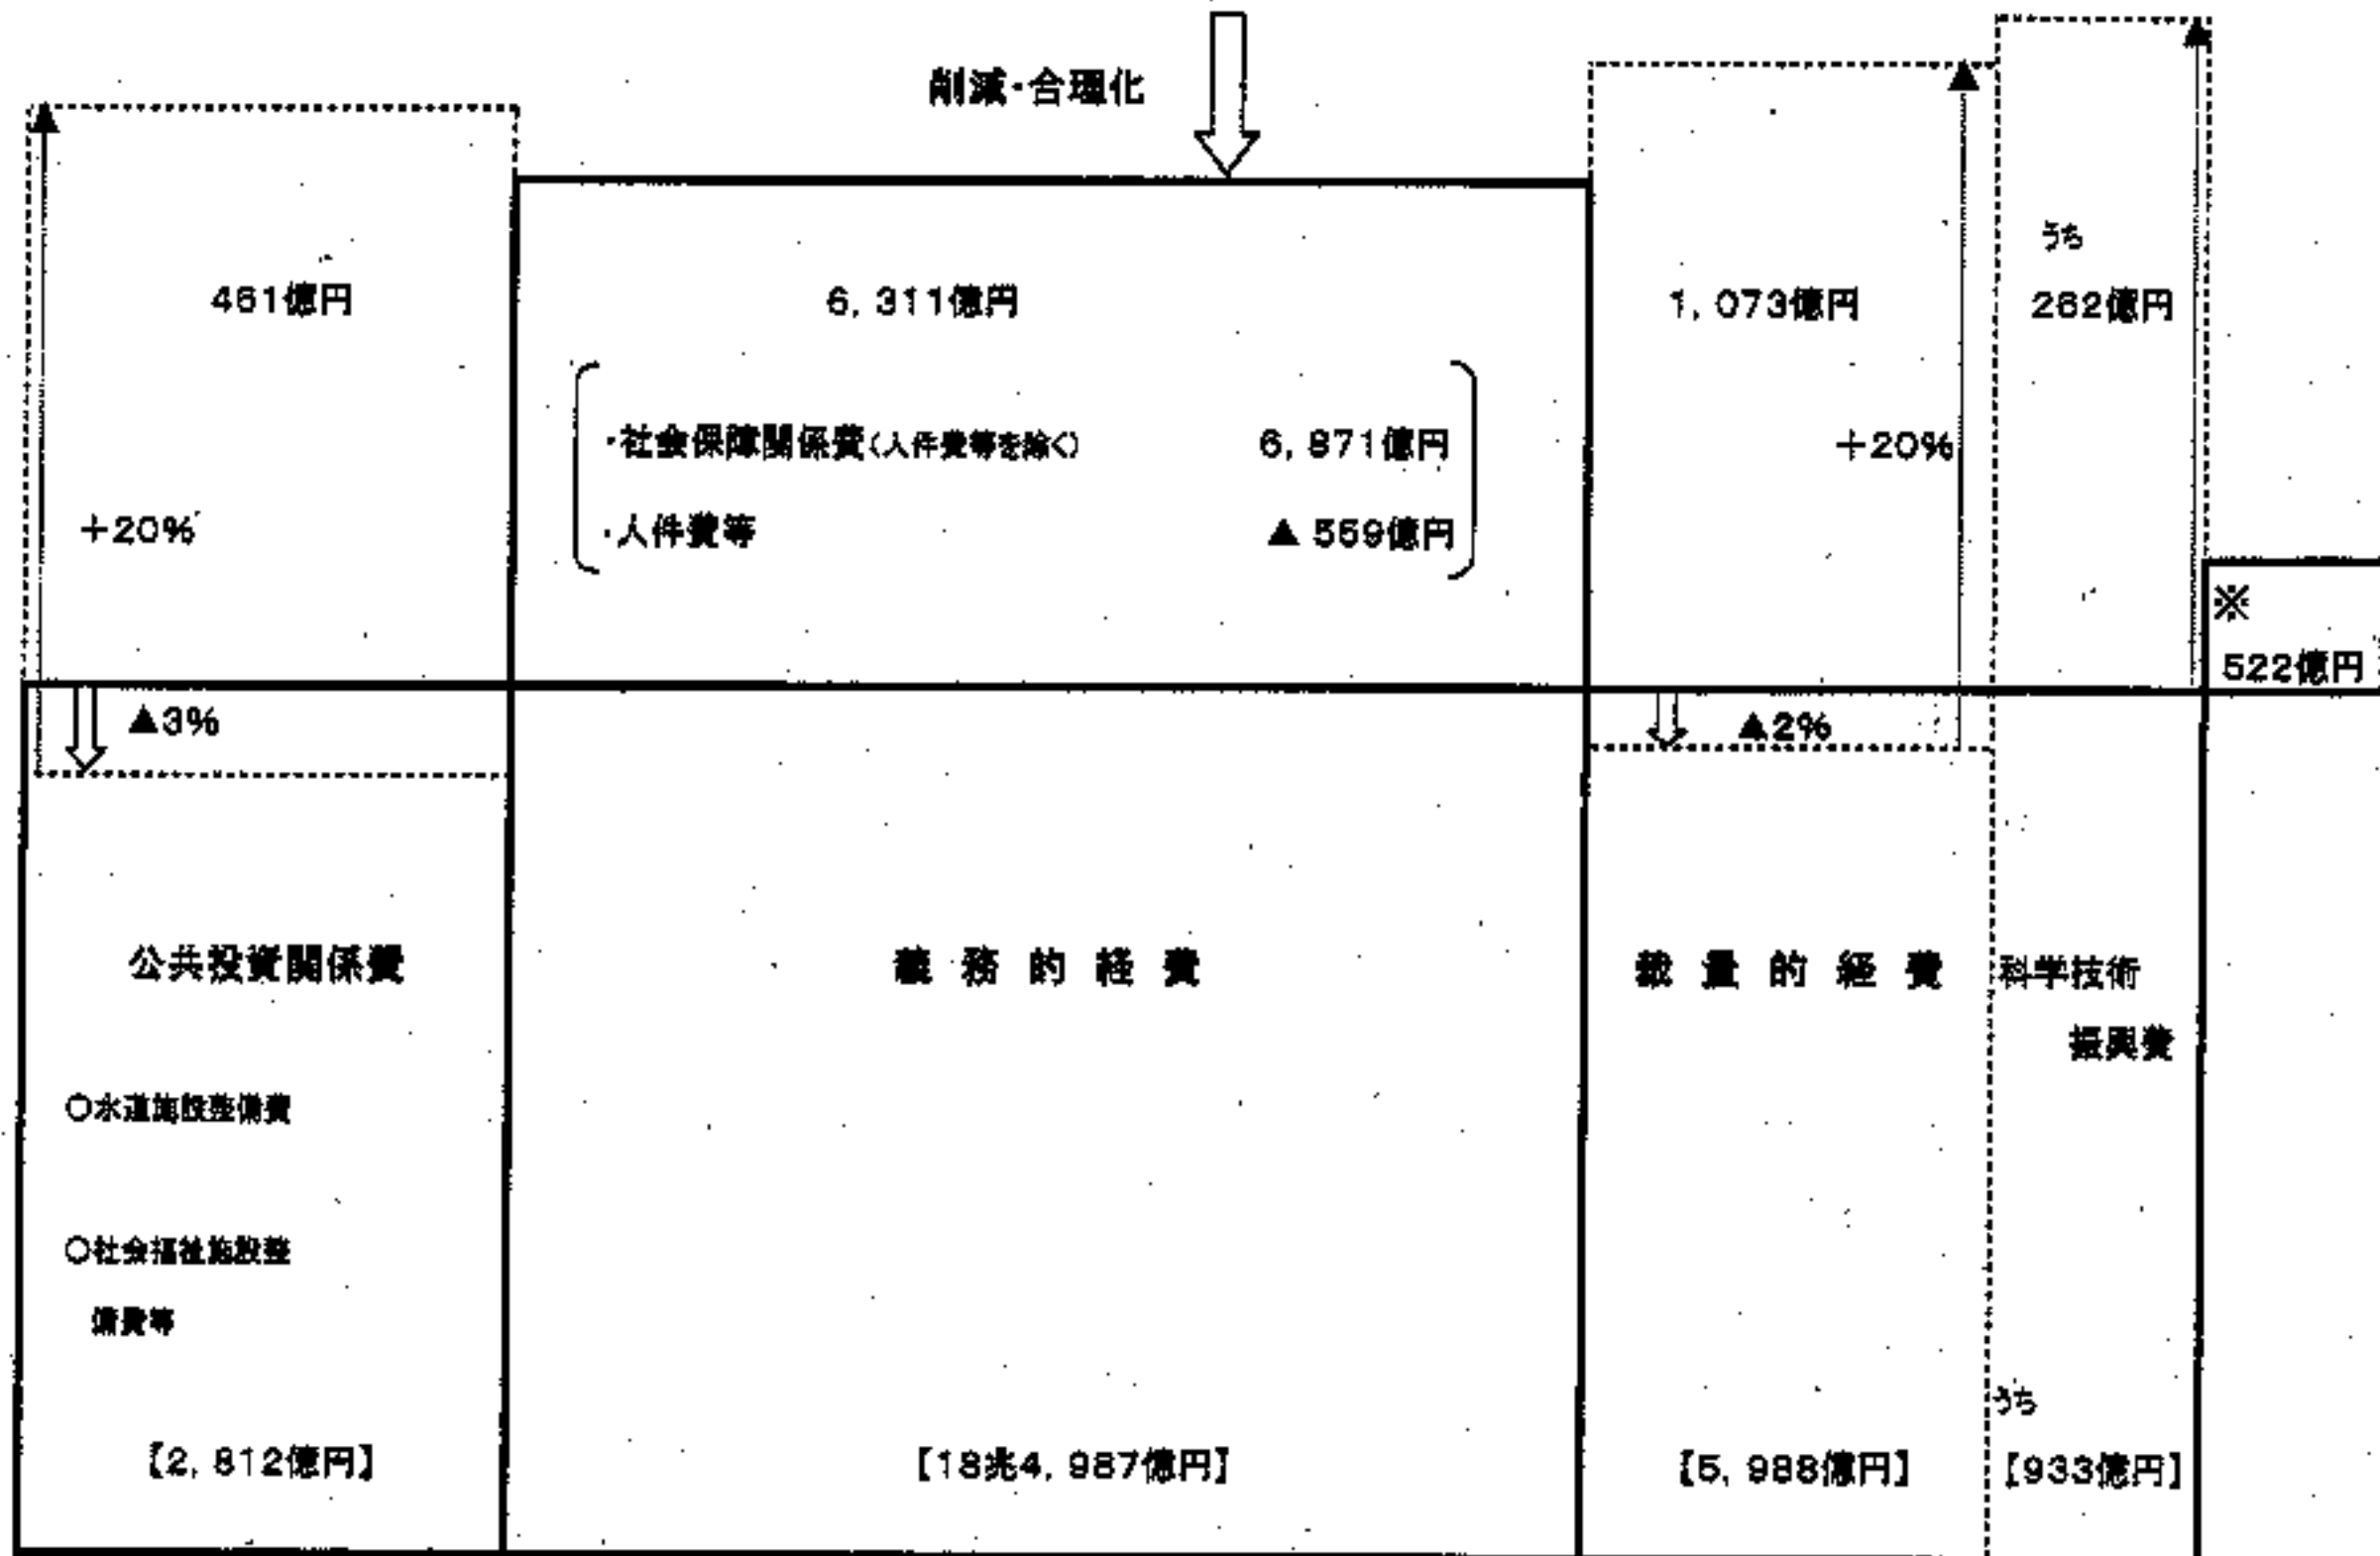 削減・合理化
うち
461億円
6,311億円
1,073億円
262億円
・社会保障関係費(人件費等を除く)
6,871億円
+20%
+20%
・人件費等
▲ 559億円
※
522億円
▲3%
▲2%
公共投資関係費
義務的経費
裁量的経費
科学技術
振興費
○水道施設整備費
○社会福祉施設整
備費等
うち
【2,812億円】
【18兆4,987億円】
【5,988億円】
【933億円】